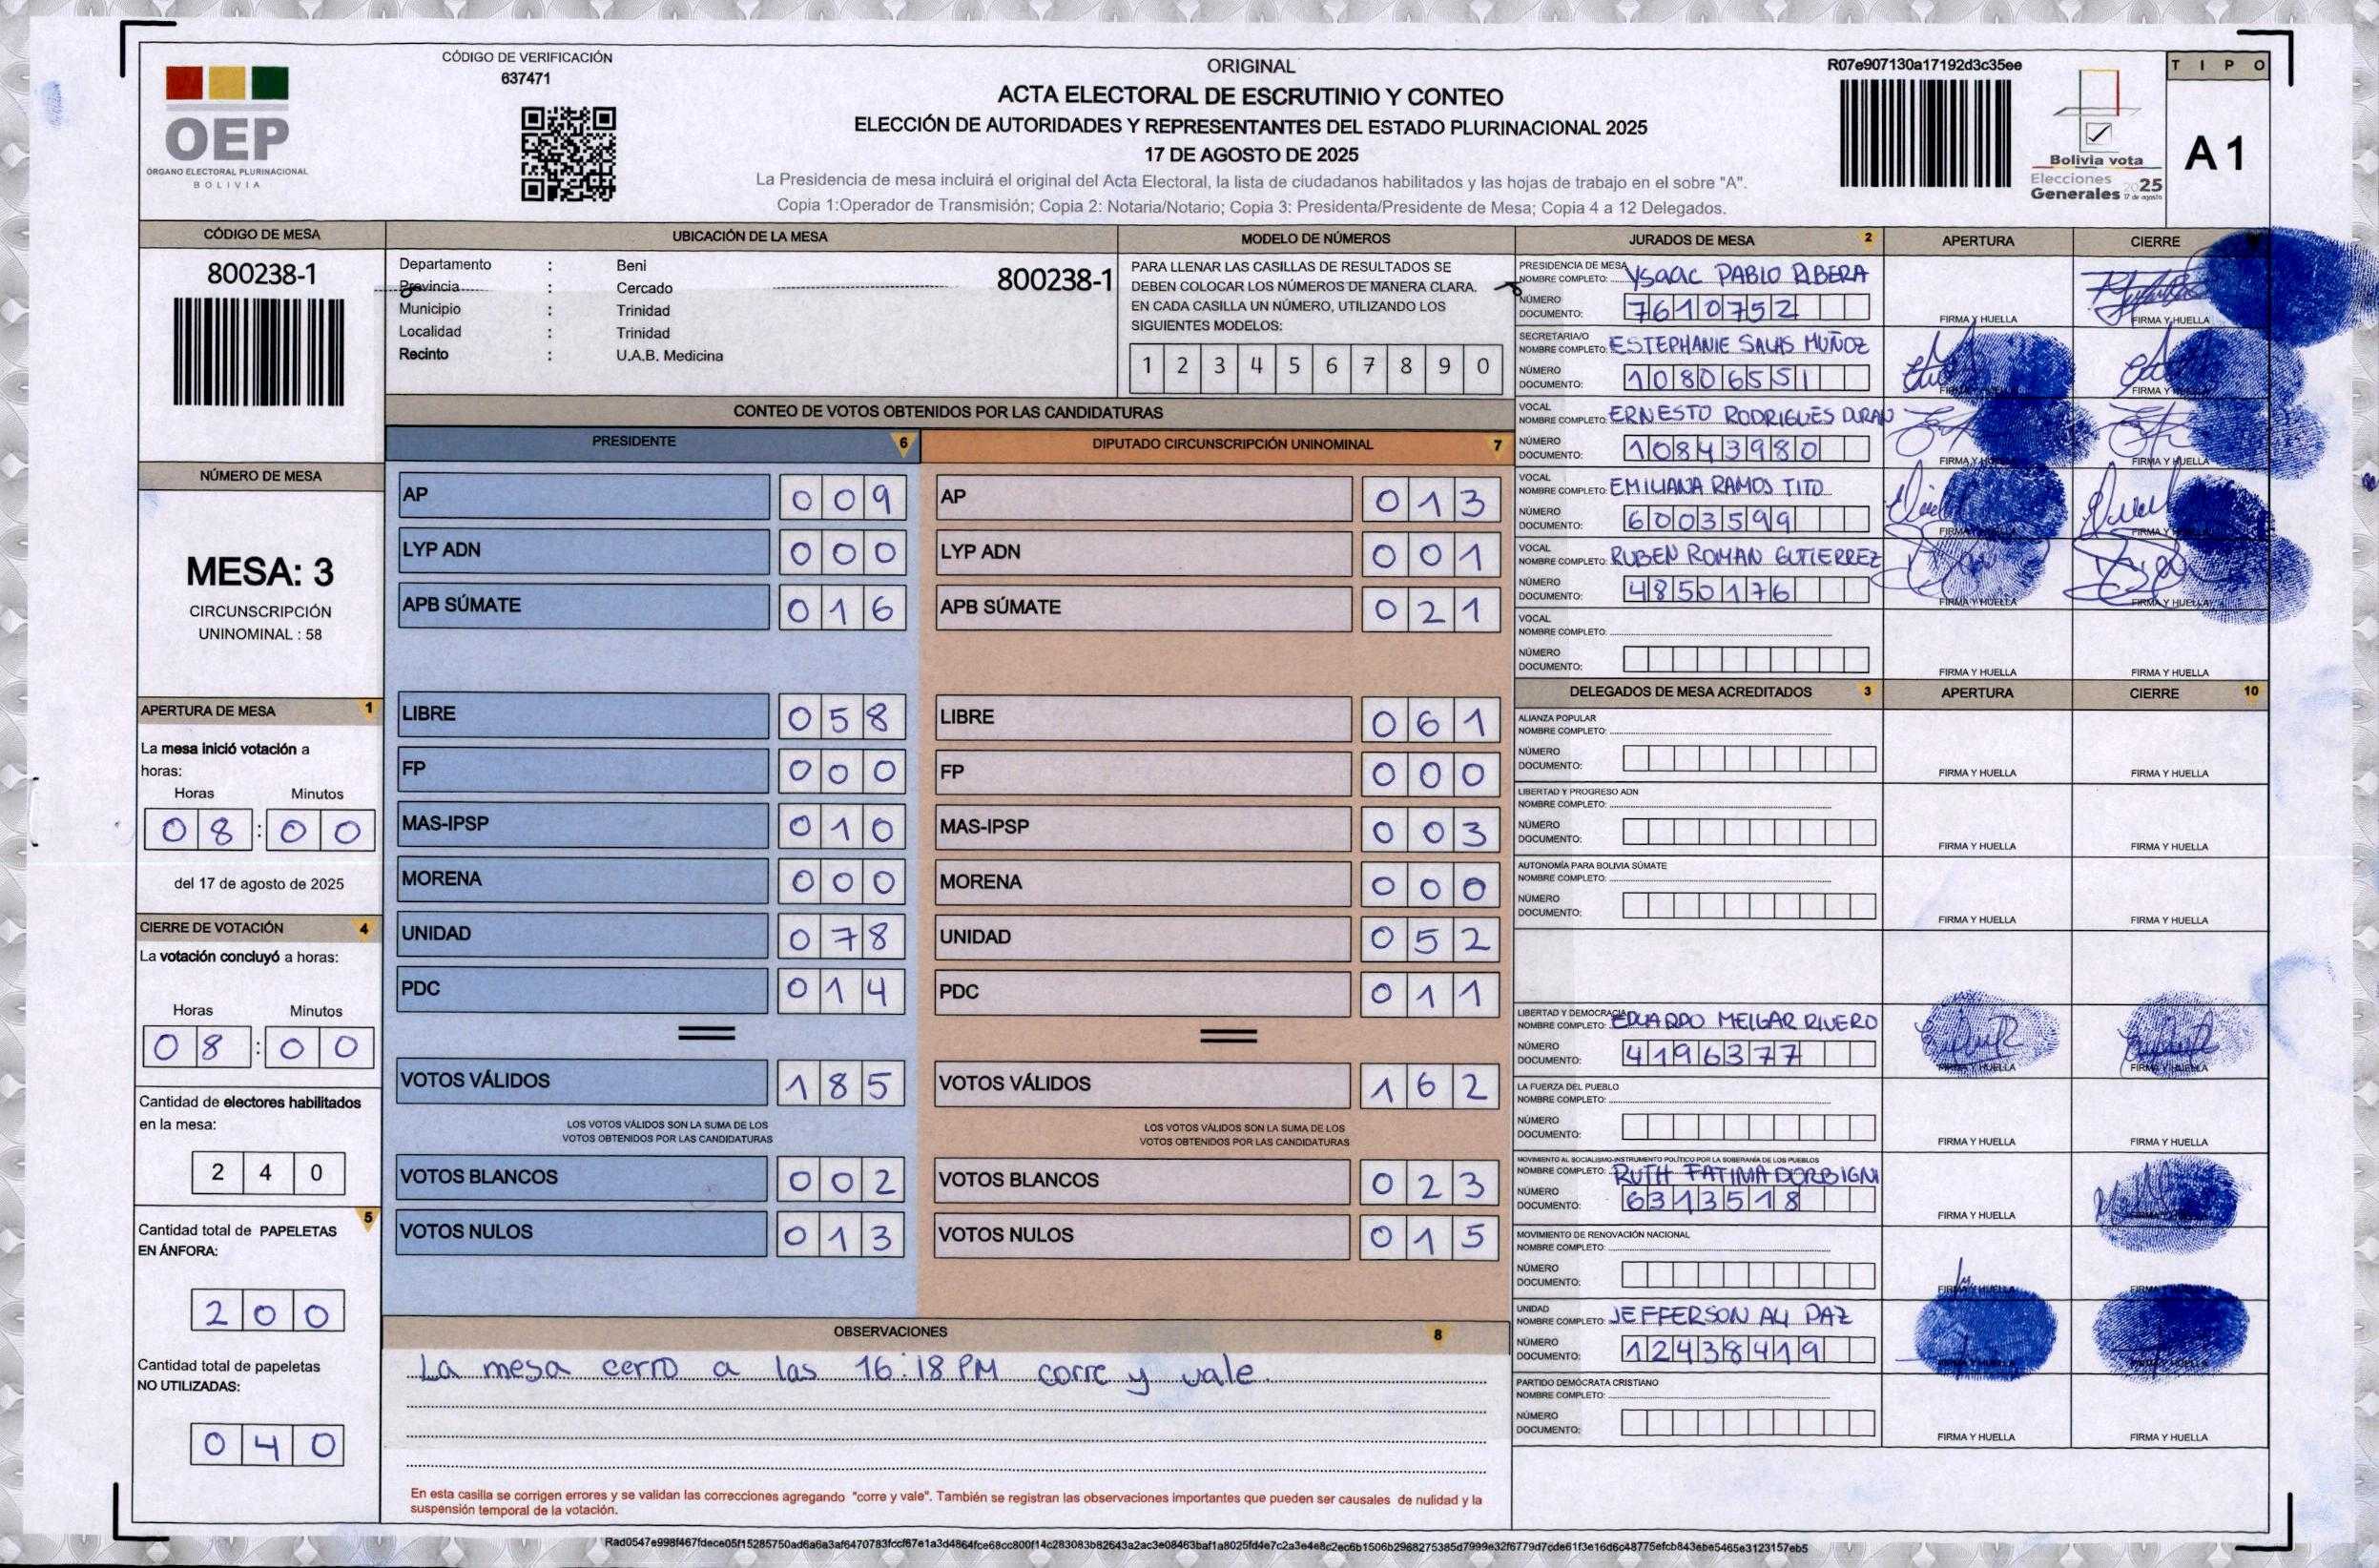 CÓDIGO DE VERIFICACIÓN
637471
OEP
ÓRGANO ELECTORAL PLURINACIONAL
BOLIVIA
ORIGINAL
ACTA ELECTORAL DE ESCRUTINIO Y CONTEO
ELECCIÓN DE AUTORIDADES Y REPRESENTANTES DEL ESTADO PLURINACIONAL 2025
17 DE AGOSTO DE 2025
La Presidencia de mesa incluirá el original del Acta Electoral, la lista de ciudadanos habilitados y las hojas de trabajo en el sobre "A".
Copia 1:Operador de Transmisión; Copia 2: Notaria/Notario; Copia 3: Presidenta/Presidente de Mesa; Copia 4 a 12 Delegados.
R07e907130a17192d3c35ee
Bolivia vota
Elecciones
Generales 2025
17 de agosto
TIPO
A1
CÓDIGO DE MESA
800238-1
NÚMERO DE MESA
MESA: 3
CIRCUNSCRIPCIÓN
UNINOMINAL : 58
APERTURA DE MESA 1
La mesa inició votación a
horas:
Horas Minutos
08:00
del 17 de agosto de 2025
CIERRE DE VOTACIÓN 4
La votación concluyó a horas:
Horas Minutos
08:00
Cantidad de electores habilitados
en la mesa:
240
5
Cantidad total de PAPELETAS
EN ÁNFORA:
200
Cantidad total de papeletas
NO UTILIZADAS:
040
UBICACIÓN DE LA MESA
Departamento : Beni
Provincia : Cercado
800238-1
Municipio : Trinidad
Localidad : Trinidad
Recinto : U.A.B. Medicina
MODELO DE NÚMEROS
PARA LLENAR LAS CASILLAS DE RESULTADOS SE
DEBEN COLOCAR LOS NÚMEROS DE MANERA CLARA.
EN CADA CASILLA UN NÚMERO, UTILIZANDO LOS
SIGUIENTES MODELOS:
1 2 3 4 5 6 7 8 9 0
CONTEO DE VOTOS OBTENIDOS POR LAS CANDIDATURAS
PRESIDENTE 6
AP 009
LYP ADN 000
APB SÚMATE 016
LIBRE 058
FP 000
MAS-IPSP 010
MORENA 000
UNIDAD 078
PDC 014
VOTOS VÁLIDOS 185
LOS VOTOS VÁLIDOS SON LA SUMA DE LOS
VOTOS OBTENIDOS POR LAS CANDIDATURAS
VOTOS BLANCOS 002
VOTOS NULOS 013
DIPUTADO CIRCUNSCRIPCIÓN UNINOMINAL 7
AP 013
LYP ADN 001
APB SÚMATE 021
LIBRE 061
FP 000
MAS-IPSP 003
MORENA 000
UNIDAD 052
PDC 011
VOTOS VÁLIDOS 162
LOS VOTOS VÁLIDOS SON LA SUMA DE LOS
VOTOS OBTENIDOS POR LAS CANDIDATURAS
VOTOS BLANCOS 023
VOTOS NULOS 015
OBSERVACIONES 8
La mesa cerro a las 16:18 PM corre y vale.
En esta casilla se corrigen errores y se validan las correcciones agregando "corre y vale". También se registran las observaciones importantes que pueden ser causales de nulidad y la
suspensión temporal de la votación.
JURADOS DE MESA 2 APERTURA CIERRE
PRESIDENCIA DE MESA
NOMBRE COMPLETO: YSAAC PABLO RIBERA
NÚMERO
DOCUMENTO: 7610752
FIRMA Y HUELLA FIRMA Y HUELLA
SECRETARIA/O
NOMBRE COMPLETO: ESTEPHANIE SALAS MUÑOZ
NÚMERO
DOCUMENTO: 10806551
FIRMA Y
VOCAL
NOMBRE COMPLETO: ERNESTO RODRIGUES DURAN
NÚMERO
DOCUMENTO: 10843980
FIRMA Y FIRMA Y HUELLA
VOCAL
NOMBRE COMPLETO: EMILIANA RAMOS TITO
NÚMERO
DOCUMENTO: 6003599
FIRMA FIRMA
VOCAL
NOMBRE COMPLETO: RUBEN ROMAN GUTIERREZ
NÚMERO
DOCUMENTO: 4850176
FIRMA Y HUELLA FIRMA Y HUELLA
VOCAL
NOMBRE COMPLETO:
NÚMERO
DOCUMENTO:
FIRMA Y HUELLA FIRMA Y HUELLA
DELEGADOS DE MESA ACREDITADOS 3 APERTURA CIERRE 10
ALIANZA POPULAR
NOMBRE COMPLETO:
NÚMERO
DOCUMENTO:
FIRMA Y HUELLA FIRMA Y HUELLA
LIBERTAD Y PROGRESO ADN
NOMBRE COMPLETO:
NÚMERO
DOCUMENTO:
FIRMA Y HUELLA FIRMA Y HUELLA
AUTONOMÍA PARA BOLIVIA SÚMATE
NOMBRE COMPLETO:
NÚMERO
DOCUMENTO:
FIRMA Y HUELLA FIRMA Y HUELLA
LIBERTAD Y DEMOCRACIA
NOMBRE COMPLETO: EDUARDO MELGAR RIVERO
NÚMERO
DOCUMENTO: 4196377
FIRMA Y HUELLA FIRMA Y HUELLA
LA FUERZA DEL PUEBLO
NOMBRE COMPLETO:
NÚMERO
DOCUMENTO:
FIRMA Y HUELLA FIRMA Y HUELLA
MOVIMIENTO AL SOCIALISMO-INSTRUMENTO POLÍTICO POR LA SOBERANÍA DE LOS PUEBLOS
NOMBRE COMPLETO: RUTH FATIMA DORBIGNI
NÚMERO
DOCUMENTO: 6313518
FIRMA Y HUELLA
MOVIMIENTO DE RENOVACIÓN NACIONAL
NOMBRE COMPLETO:
NÚMERO
DOCUMENTO:
FIRMA Y HUELLA FIRMA
UNIDAD
NOMBRE COMPLETO: JEFFERSON ALI PAZ
NÚMERO
DOCUMENTO: 12438419
FIRMA Y HUELLA FIRMA Y HUELLA
PARTIDO DEMÓCRATA CRISTIANO
NOMBRE COMPLETO:
NÚMERO
DOCUMENTO:
FIRMA Y HUELLA FIRMA Y HUELLA